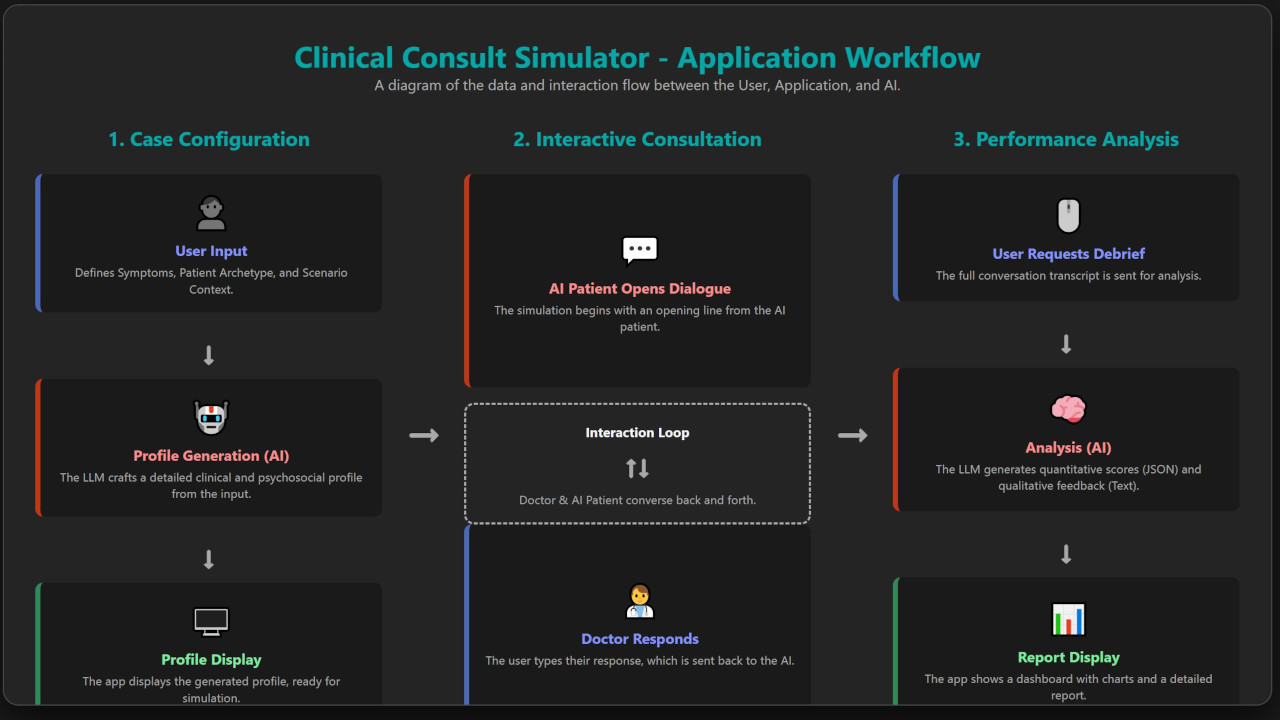 Clinical Consult Simulator - Application Workflow
A diagram of the data and interaction flow between the User, Application, and AI.
1. Case Configuration
User Input
Defines Symptoms, Patient Archetype, and Scenario
Context.
Profile Generation (AI)
The LLM crafts a detailed clinical and psychosocial profile
from the input.
Profile Display
The app displays the generated profile, ready for
simulation.
2. Interactive Consultation
AI Patient Opens Dialogue
The simulation begins with an opening line from the AI
patient.
Interaction Loop
Doctor & AI Patient converse back and forth.
Doctor Responds
The user types their response, which is sent back to the AI.
3. Performance Analysis
User Requests Debrief
The full conversation transcript is sent for analysis.
Analysis (AI)
The LLM generates quantitative scores (JSON) and
qualitative feedback (Text).
Report Display
The app shows a dashboard with charts and a detailed
report.